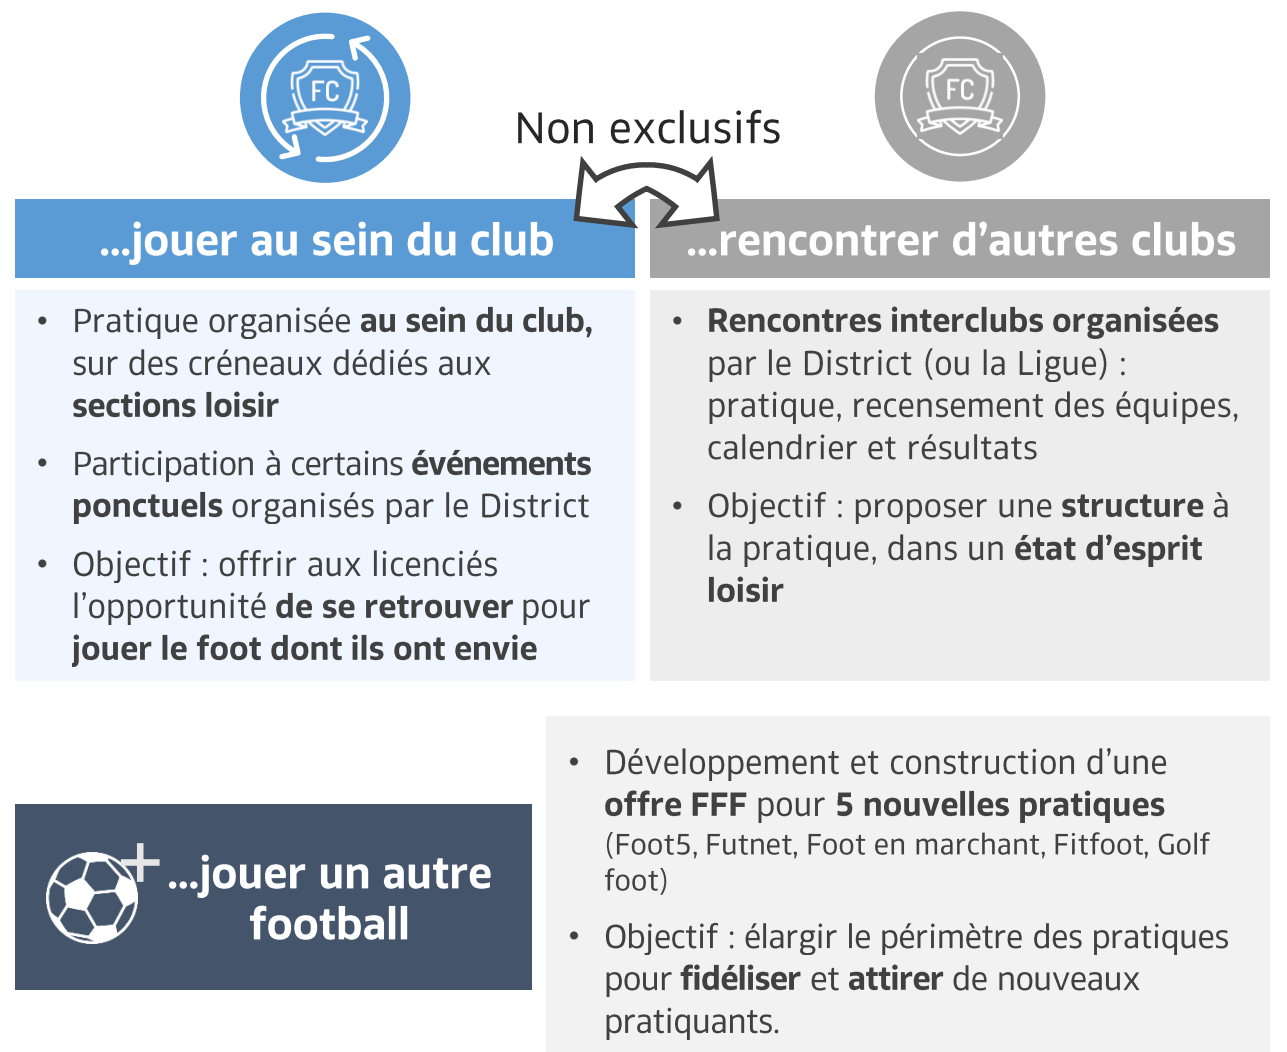 FC
FC
Non exclusifs
...jouer au sein du club
• Pratique organisée au sein du club,
sur des créneaux dédiés aux
sections loisir
• Participation à certains événements
ponctuels organisés par le District
• Objectif : offrir aux licenciés
l’opportunité de se retrouver pour
jouer le foot dont ils ont envie
...rencontrer d’autres clubs
• Rencontres interclubs organisées
par le District (ou la Ligue) :
pratique, recensement des équipes,
calendrier et résultats
• Objectif : proposer une structure à
la pratique, dans un état d’esprit
loisir
...jouer un autre
football
• Développement et construction d’une
offre FFF pour 5 nouvelles pratiques
(Foot5, Futnet, Foot en marchant, Fitfoot, Golf
foot)
• Objectif : élargir le périmètre des pratiques
pour fidéliser et attirer de nouveaux
pratiquants.